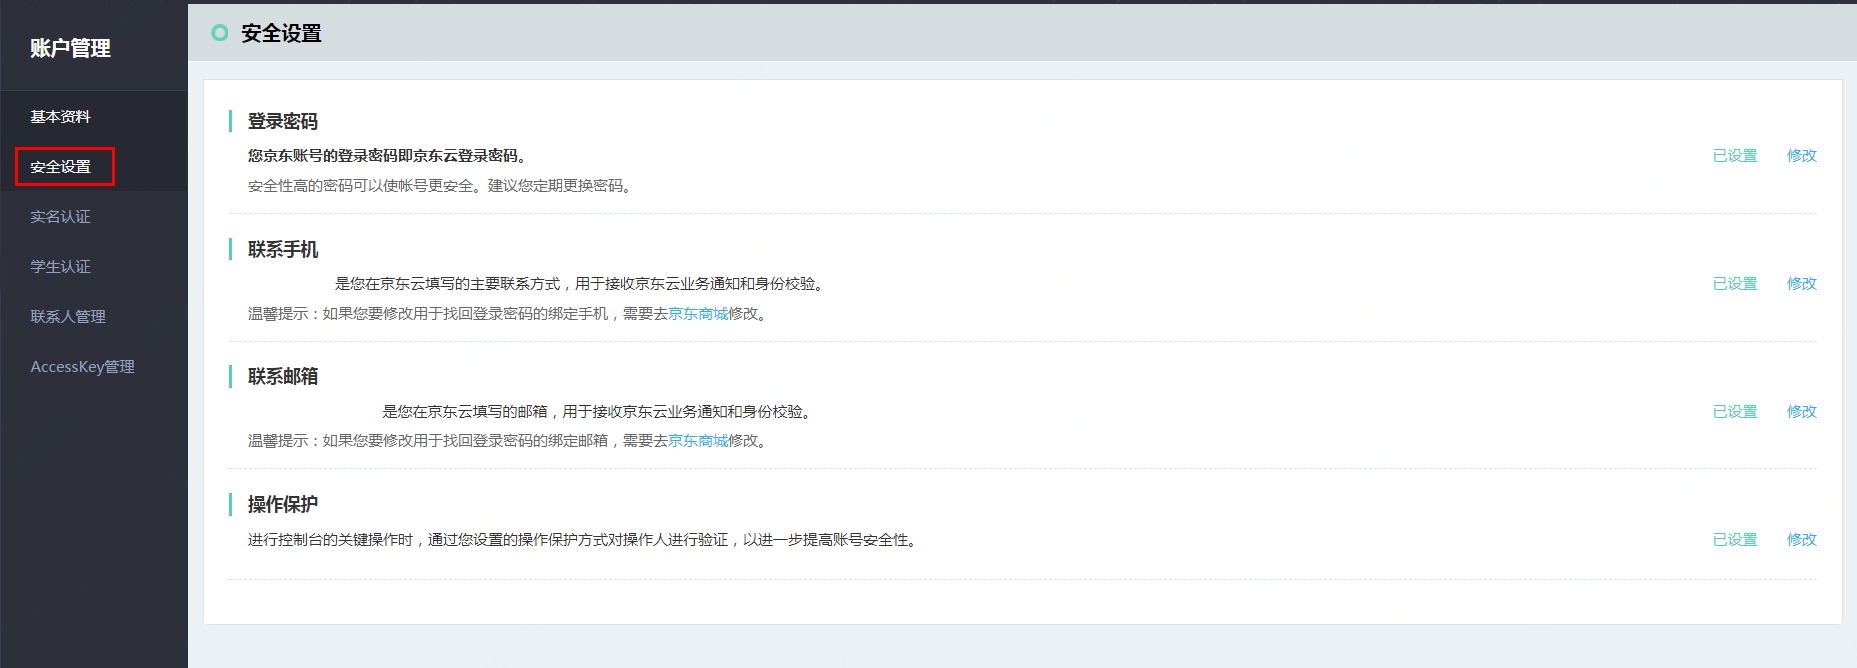 账户管理
基本资料
安全设置
实名认证
学生认证
联系人管理
AccessKey管理
安全设置
登录密码
您京东账号的登录密码即京东云登录密码。
已设置 修改
安全性高的密码可以使帐号更安全。建议您定期更换密码。
联系手机
是您在京东云填写的主要联系方式，用于接收京东云业务通知和身份校验。
已设置 修改
温馨提示：如果您要修改用于找回登录密码的绑定手机，需要去京东商城修改。
联系邮箱
是您在京东云填写的邮箱，用于接收京东云业务通知和身份校验。
已设置 修改
温馨提示：如果您要修改用于找回登录密码的绑定邮箱，需要去京东商城修改。
操作保护
进行控制台的关键操作时，通过您设置的操作保护方式对操作人进行验证，以进一步提高账号安全性。
已设置 修改